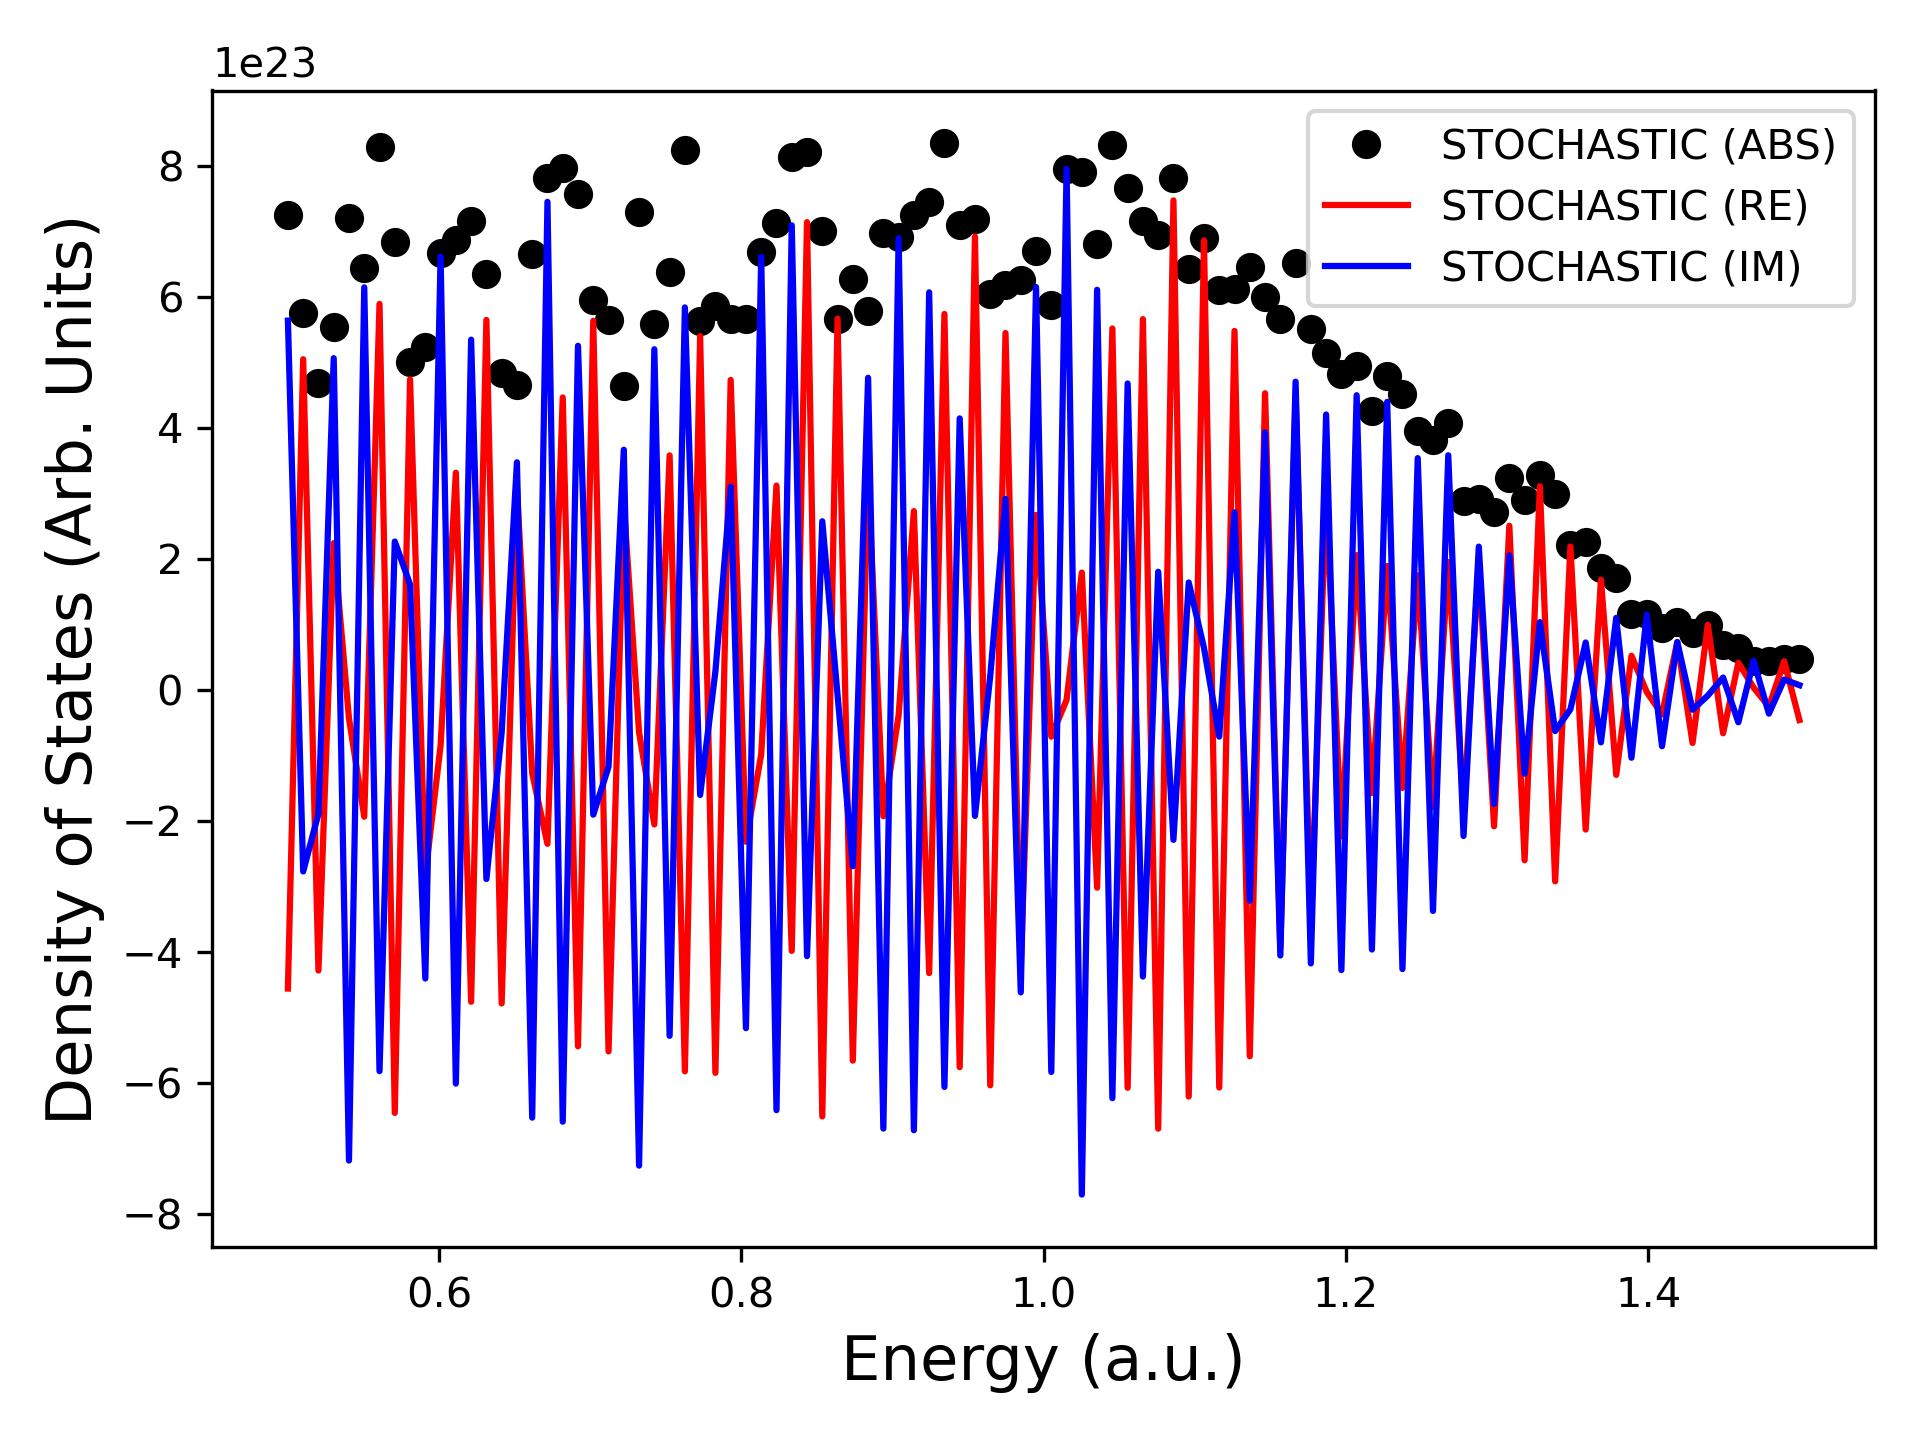 1e23
8
6
4
2
0
−2
−4
−6
−8
Density of States (Arb. Units)
STOCHASTIC (ABS)
STOCHASTIC (RE)
STOCHASTIC (IM)
0.6 0.8 1.0 1.2 1.4
Energy (a.u.)